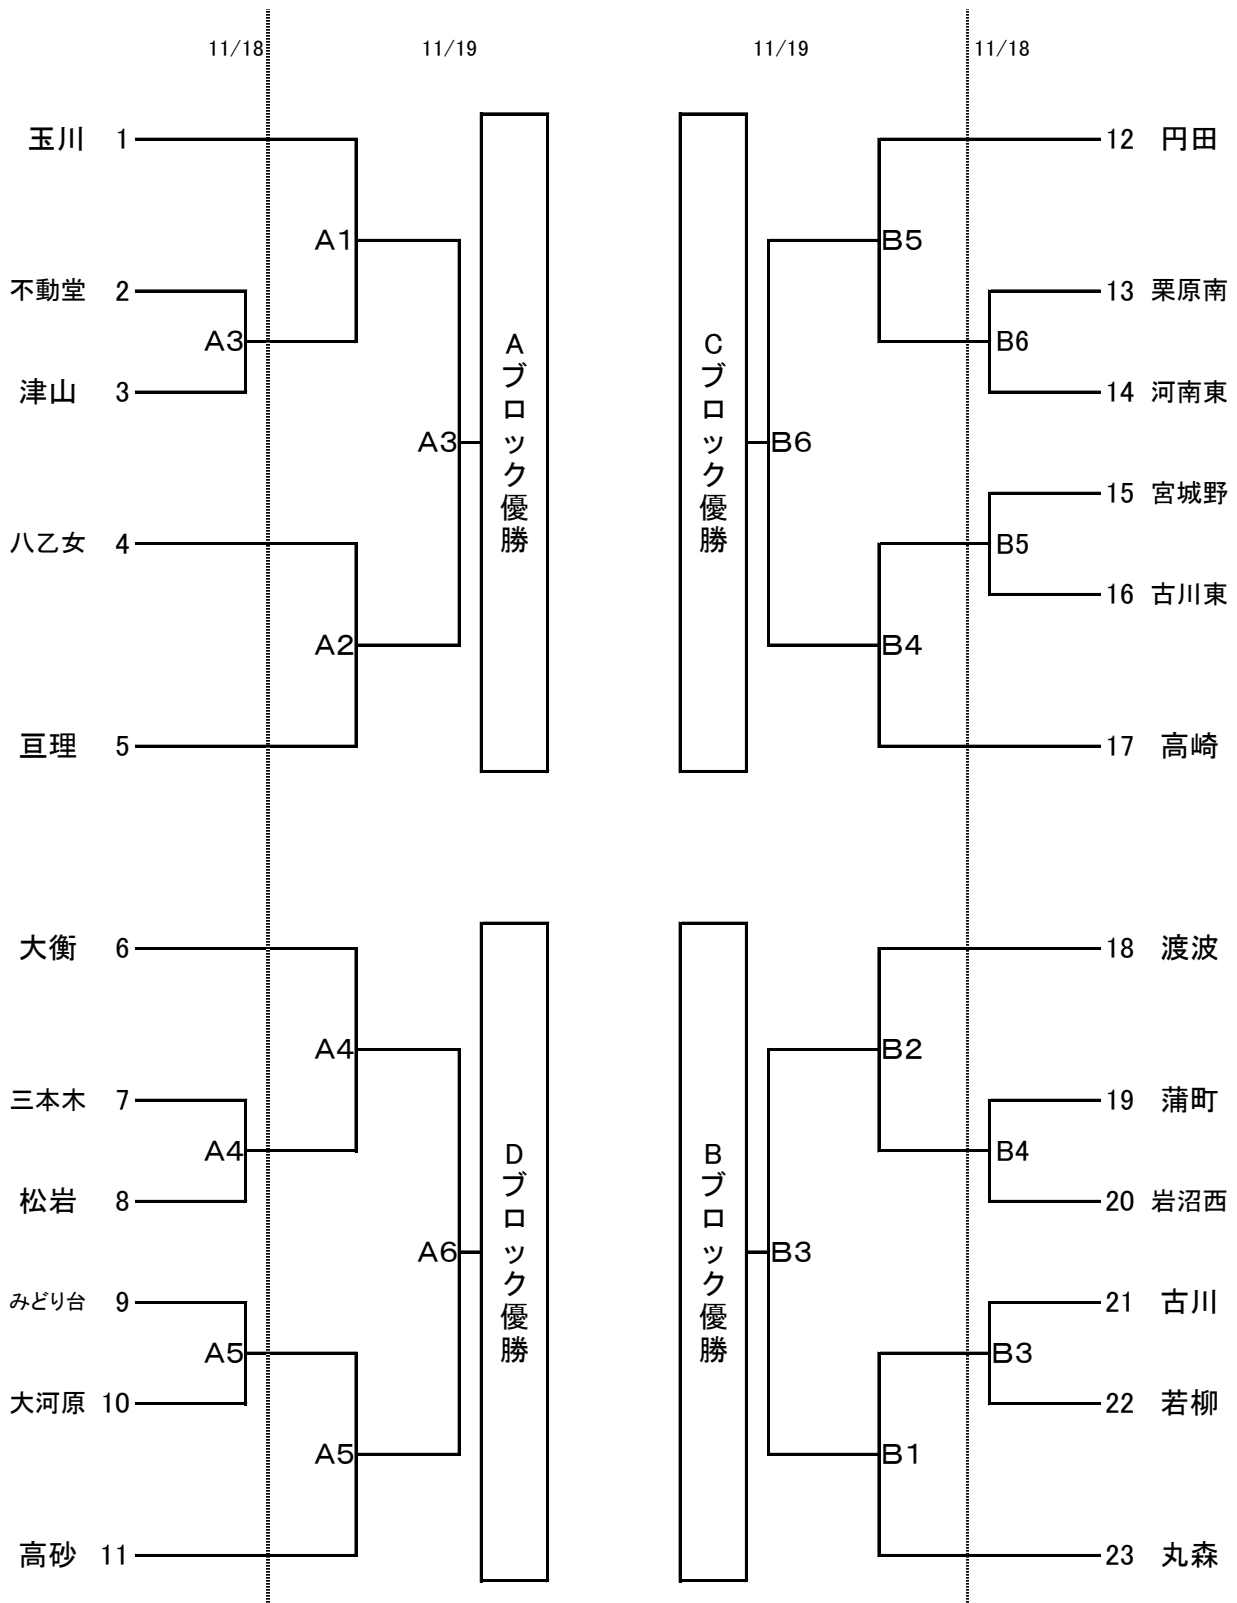 11/18 11/19 11/19 11/18
玉川 1 12 円田
A1 B5
不動堂 2 13 栗原南
A3 B6
津山 3 14 河南東
A3 B6
Aブロック優勝 Cブロック優勝
15 宮城野
八乙女 4 B5
16 古川東
A2 B4
亘理 5 17 高崎
大衡 6 18 渡波
A4 B2
三本木 7 19 蒲町
A4 B4
松岩 8 20 岩沼西
A6 B3
Dブロック優勝 Bブロック優勝
みどり台 9 21 古川
A5 B3
大河原 10 22 若柳
A5 B1
高砂 11 23 丸森